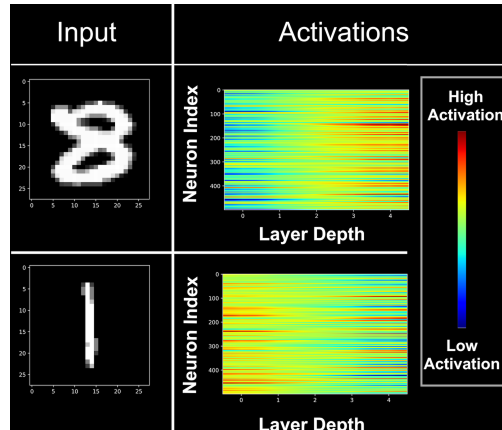 Input
Activations
0
5
10
15
20
25
0 5 10 15 20 25
Neuron Index
0
100
200
300
400
0 1 2 3 4
Layer Depth
High
Activation
Low
Activation
0
5
10
15
20
25
0 5 10 15 20 25
Neuron Index
0
100
200
300
400
0 1 2 3 4
Layer Depth